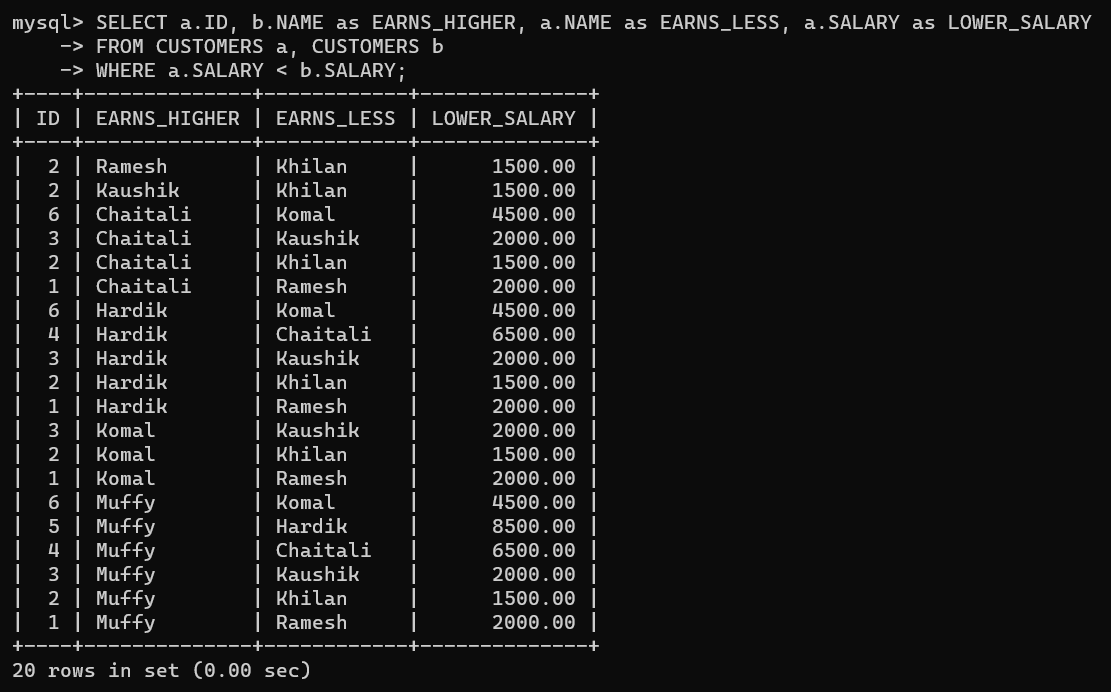 mysql> SELECT a.ID, b.NAME as EARNS_HIGHER, a.NAME as EARNS_LESS, a.SALARY as LOWER_SALARY
    -> FROM CUSTOMERS a, CUSTOMERS b
    -> WHERE a.SALARY < b.SALARY;
+----+--------------+------------+--------------+
| ID | EARNS_HIGHER | EARNS_LESS | LOWER_SALARY |
+----+--------------+------------+--------------+
|  2 | Ramesh       | Khilan     |      1500.00 |
|  2 | Kaushik      | Khilan     |      1500.00 |
|  6 | Chaitali     | Komal      |      4500.00 |
|  3 | Chaitali     | Kaushik    |      2000.00 |
|  2 | Chaitali     | Khilan     |      1500.00 |
|  1 | Chaitali     | Ramesh     |      2000.00 |
|  6 | Hardik       | Komal      |      4500.00 |
|  4 | Hardik       | Chaitali   |      6500.00 |
|  3 | Hardik       | Kaushik    |      2000.00 |
|  2 | Hardik       | Khilan     |      1500.00 |
|  1 | Hardik       | Ramesh     |      2000.00 |
|  3 | Komal        | Kaushik    |      2000.00 |
|  2 | Komal        | Khilan     |      1500.00 |
|  1 | Komal        | Ramesh     |      2000.00 |
|  6 | Muffy        | Komal      |      4500.00 |
|  5 | Muffy        | Hardik     |      8500.00 |
|  4 | Muffy        | Chaitali   |      6500.00 |
|  3 | Muffy        | Kaushik    |      2000.00 |
|  2 | Muffy        | Khilan     |      1500.00 |
|  1 | Muffy        | Ramesh     |      2000.00 |
+----+--------------+------------+--------------+
20 rows in set (0.00 sec)